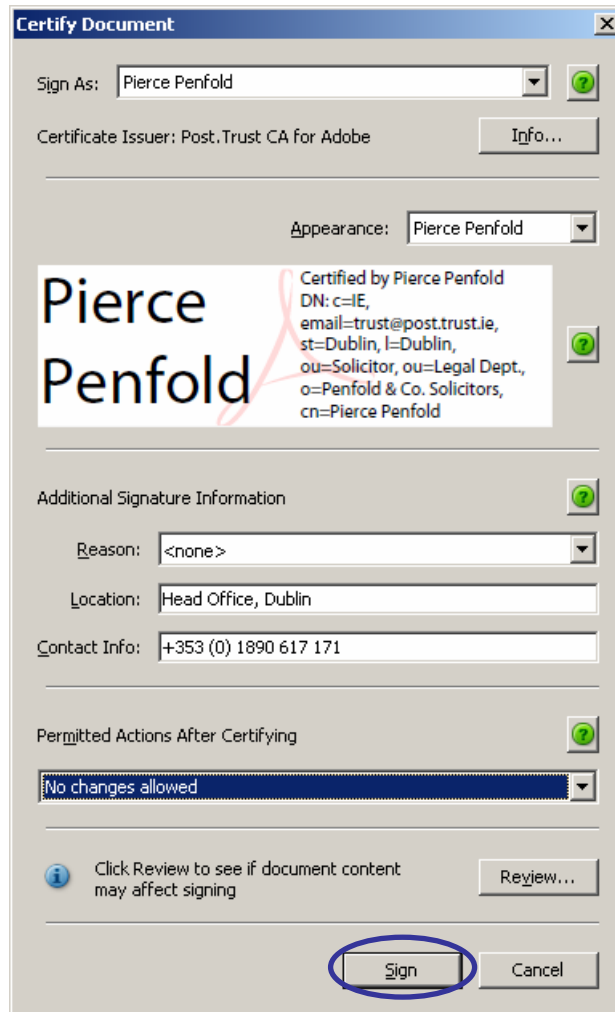 Certify Document
Sign As: Pierce Penfold
Certificate Issuer: Post.Trust CA for Adobe Info...
Appearance: Pierce Penfold
Pierce
Penfold
Certified by Pierce Penfold
DN: c=IE,
email=trust@post.trust.ie,
st=Dublin, l=Dublin,
ou=Solicitor, ou=Legal Dept.,
o=Penfold & Co. Solicitors,
cn=Pierce Penfold
Additional Signature Information
Reason: <none>
Location: Head Office, Dublin
Contact Info: +353 (0) 1890 617 171
Permitted Actions After Certifying
No changes allowed
Click Review to see if document content
may affect signing
Review...
Sign Cancel